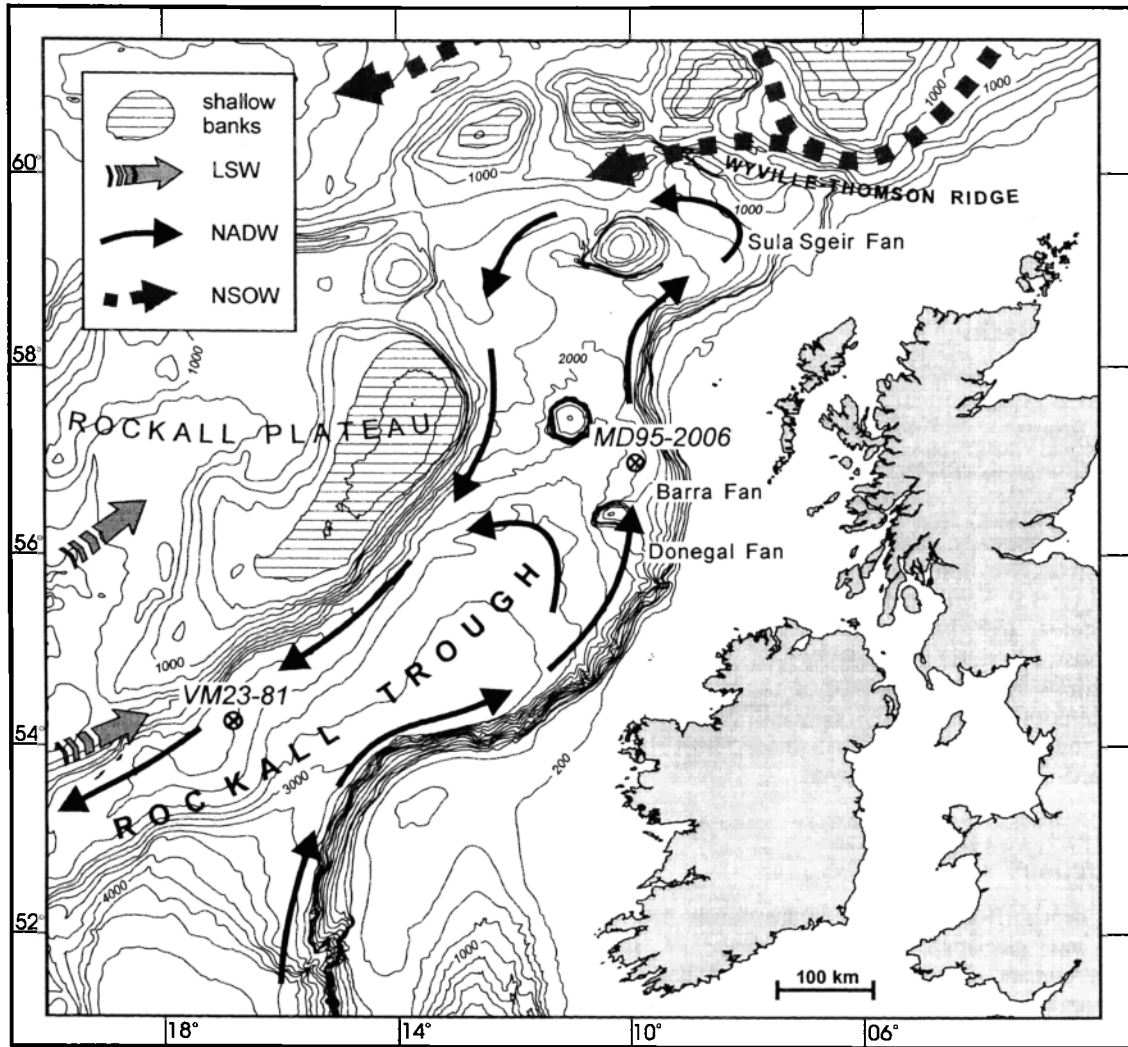 shallow
banks
LSW
NADW
NSOW
1000
1000
60°
1000
WYVILLE-THOMSON RIDGE
1000
Sula Sgeir Fan
58°
1000
2000
ROCKALL PLATEAU
MD95-2006
Barra Fan
56°
Donegal Fan
ROCKALL TROUGH
1000
VM23-81
54°
200
3000
4000
52°
1000
100 km
18°
14°
10°
06°